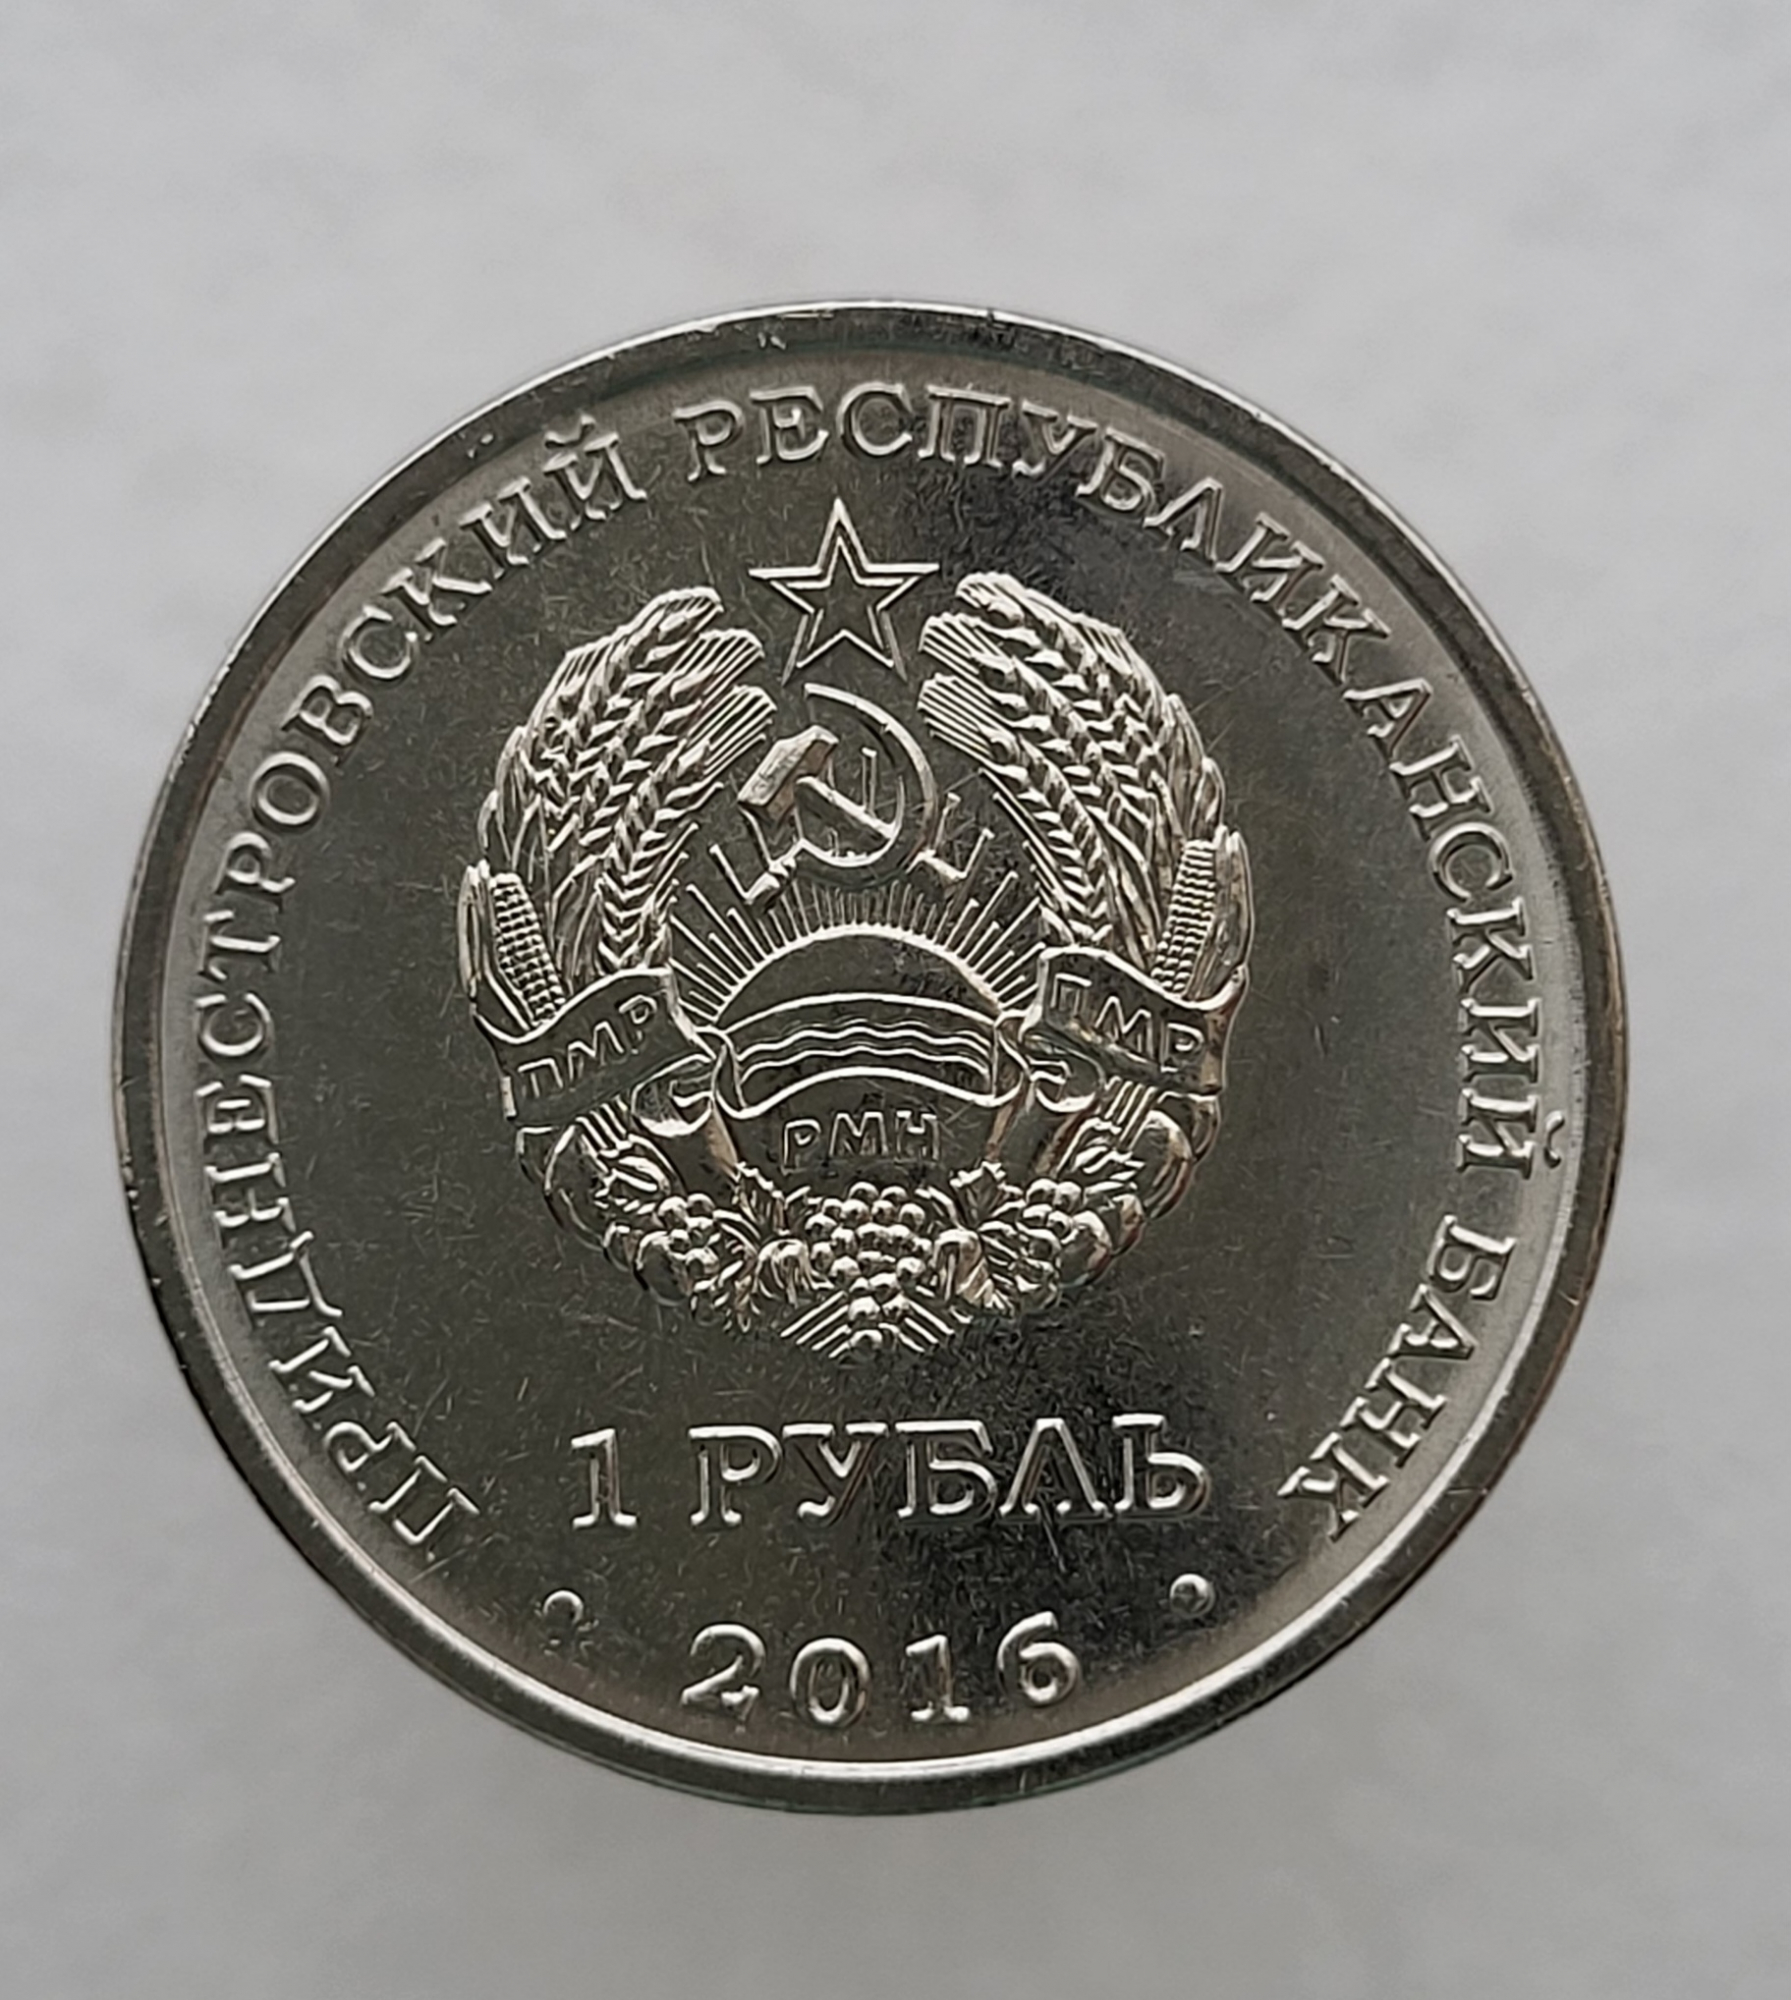 ПРИДНЕСТРОВСКИЙ РЕСПУБЛИКАНСКИЙ БАНК
ПМР
ПМР
РМН
1 РУБЛЬ
2016